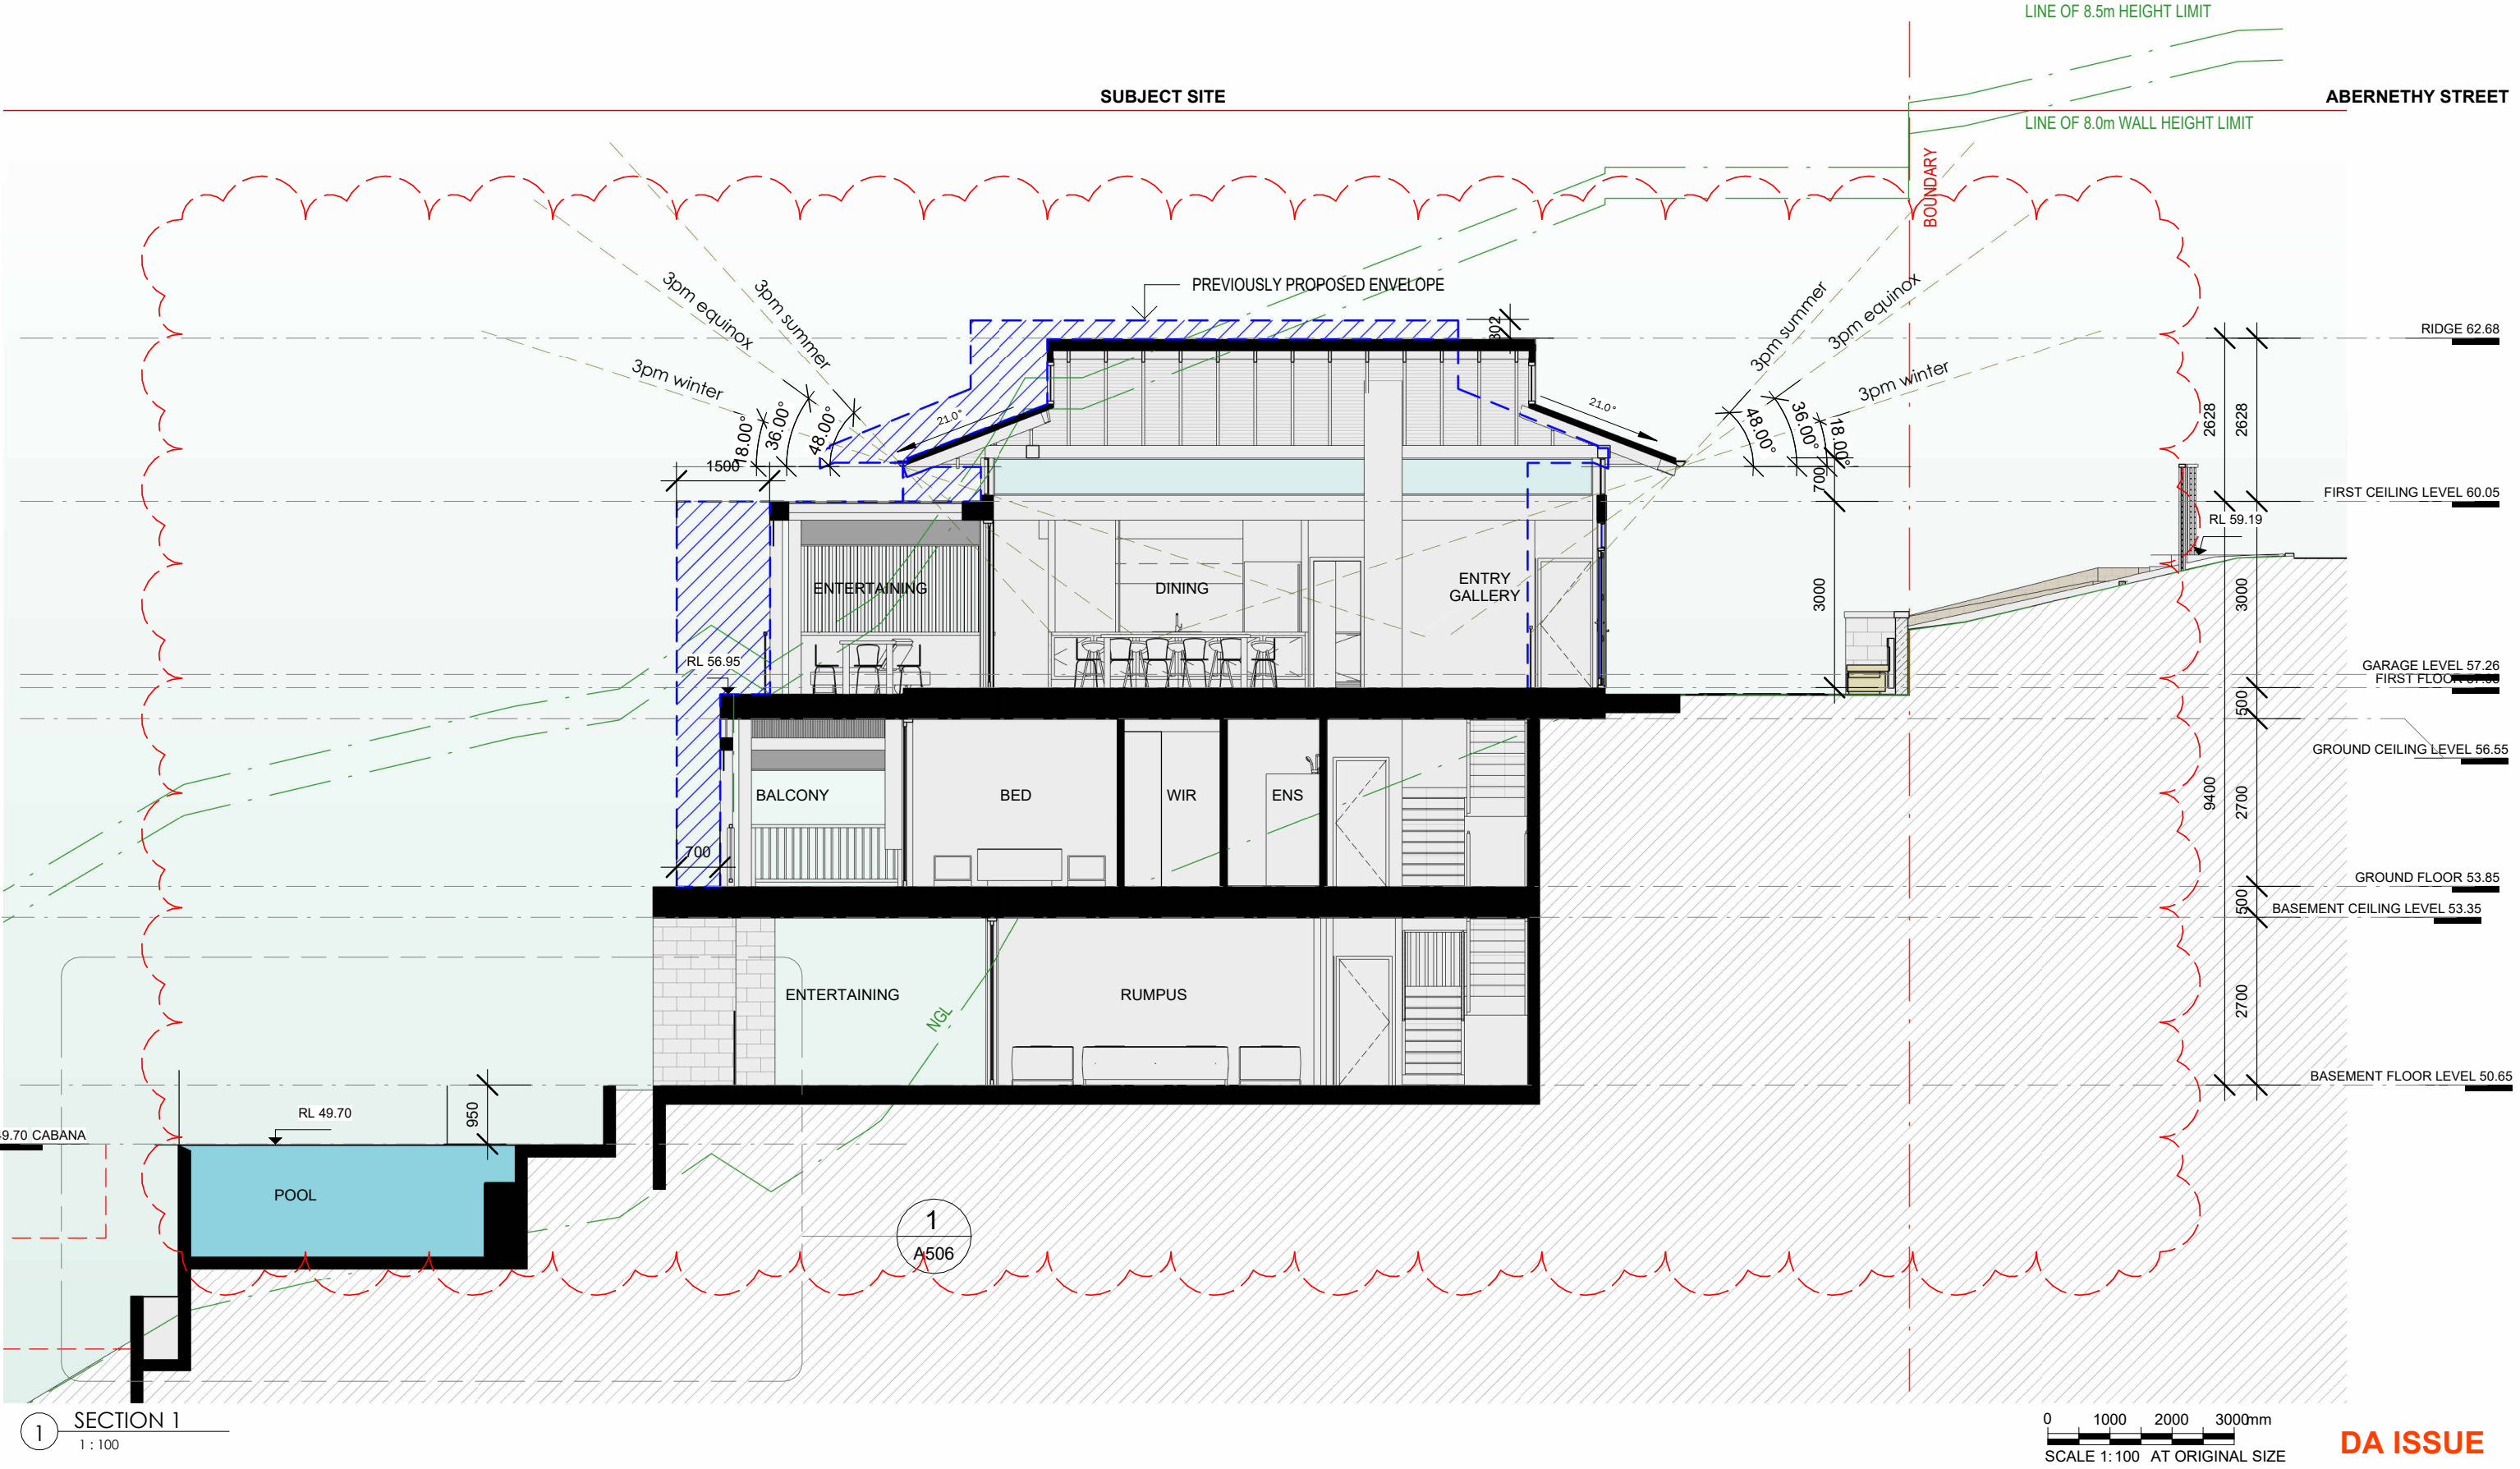 LINE OF 8.5m HEIGHT LIMIT
SUBJECT SITE
ABERNETHY STREET
LINE OF 8.0m WALL HEIGHT LIMIT
BOUNDARY
PREVIOUSLY PROPOSED ENVELOPE
302
3pm summer
3pm equinox
3pm winter
3pm summer
3pm equinox
3pm winter
RIDGE 62.68
18.00°
36.00°
48.00°
21.0°
21.0°
48.00°
36.00°
18.00°
2628
2628
1500
700
FIRST CEILING LEVEL 60.05
RL 59.19
ENTERTAINING
DINING
ENTRY
GALLERY
3000
3000
RL 56.95
GARAGE LEVEL 57.26
FIRST FLOOR
500
GROUND CEILING LEVEL 56.55
BALCONY
BED
WIR
ENS
9400
2700
700
GROUND FLOOR 53.85
500
BASEMENT CEILING LEVEL 53.35
ENTERTAINING
RUMPUS
NGL
2700
BASEMENT FLOOR LEVEL 50.65
950
RL 49.70
49.70 CABANA
POOL
1
A506
1
SECTION 1
1 : 100
0 1000 2000 3000mm
SCALE 1:100 AT ORIGINAL SIZE
DA ISSUE